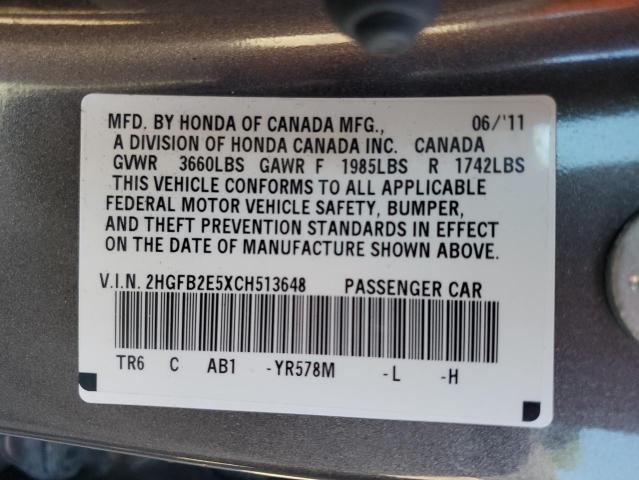 MFD. BY HONDA OF CANADA MFG., 06/'11
A DIVISION OF HONDA CANADA INC. CANADA
GVWR 3660LBS GAWR F 1985LBS R 1742LBS
THIS VEHICLE CONFORMS TO ALL APPLICABLE
FEDERAL MOTOR VEHICLE SAFETY, BUMPER,
AND THEFT PREVENTION STANDARDS IN EFFECT
ON THE DATE OF MANUFACTURE SHOWN ABOVE.
V.I.N. 2HGFB2E5XCH513648 PASSENGER CAR
TR6 C AB1 -YR578M -L -H